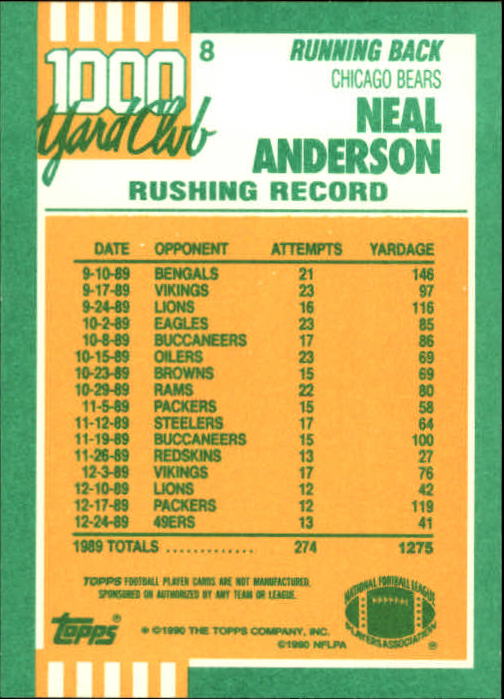 1000
Yard Club
8
RUNNING BACK
CHICAGO BEARS
NEAL
ANDERSON
RUSHING RECORD
DATE OPPONENT ATTEMPTS YARDAGE
9-10-89 BENGALS 21 146
9-17-89 VIKINGS 23 97
9-24-89 LIONS 16 116
10-2-89 EAGLES 23 85
10-8-89 BUCCANEERS 17 86
10-15-89 OILERS 23 69
10-23-89 BROWNS 15 69
10-29-89 RAMS 22 80
11-5-89 PACKERS 15 58
11-12-89 STEELERS 17 64
11-19-89 BUCCANEERS 15 100
11-26-89 REDSKINS 13 27
12-3-89 VIKINGS 17 76
12-10-89 LIONS 12 42
12-17-89 PACKERS 12 119
12-24-89 49ERS 13 41
1989 TOTALS ............. 274 1275
TOPPS FOOTBALL PLAYER CARDS ARE NOT MANUFACTURED,
SPONSORED OR AUTHORIZED BY ANY TEAM OR LEAGUE.
topps®
* ©1990 THE TOPPS COMPANY, INC.
©1990 NFLPA
NATIONAL FOOTBALL LEAGUE
PLAYERS ASSOCIATION